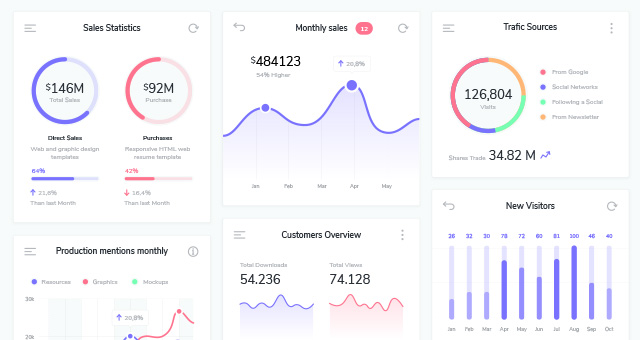 Sales Statistics
$146M
Total Sales
$92M
Purchase
Direct Sales
Web and graphic design
templates
64%
21,8%
Than last Month
Purchases
Responsive HTML web
resume template
42%
18,4%
Than last Month
Production mentions monthly
Resources
Graphics
Mockups
30k
20,8%
20k
Monthly sales
12
$484123
54% Higher
20,8%
Jan
Feb
Mar
Apr
May
Customers Overview
Total Downloads
54.236
Total Views
74.128
Trafic Sources
126,804
Visits
From Google
Social Networks
Following a Social
From Newsletter
Shares Trade
34.82 M
New Visitors
26 32 30 78 72 60 81 100 46 40
Jan Feb Mar Apr May Jun Jul Aug Sep Oct